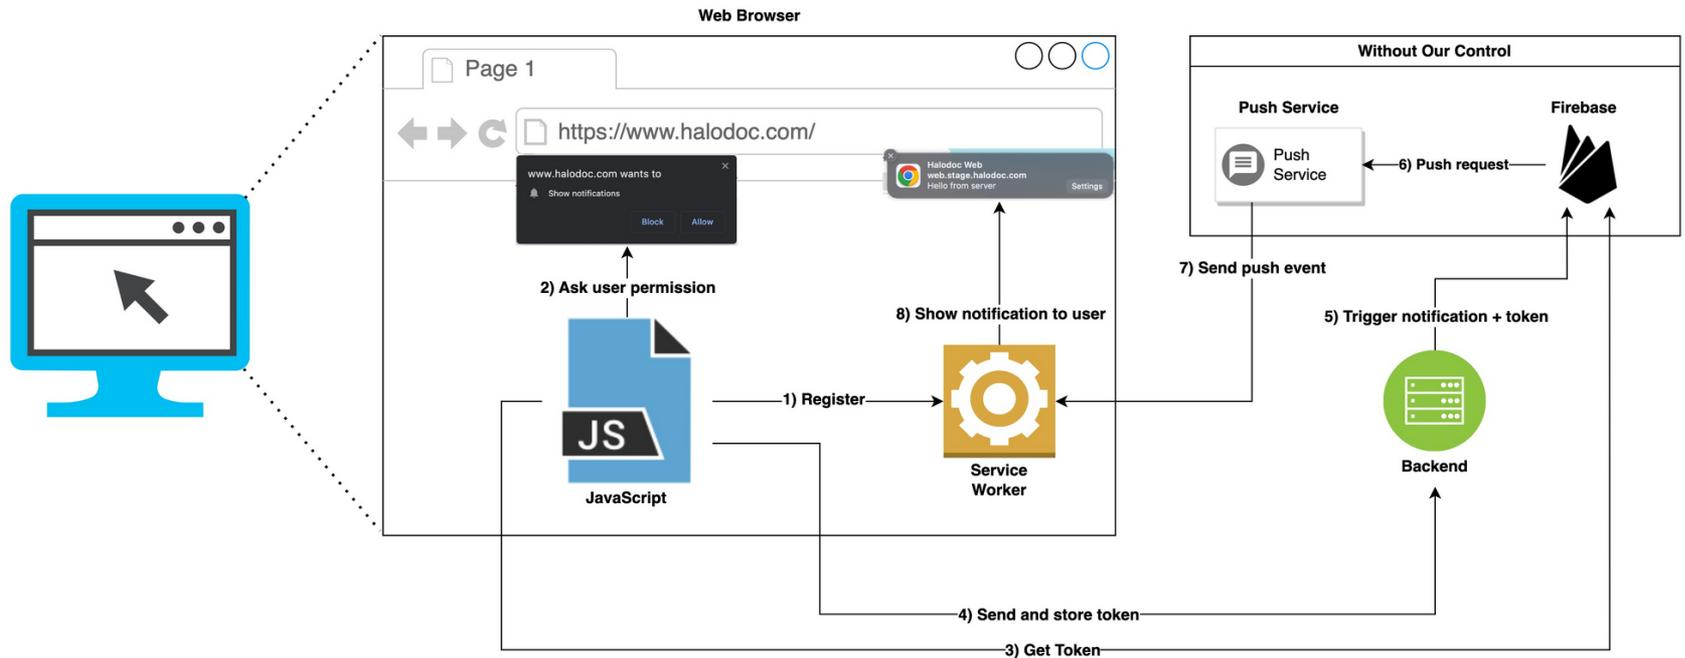 Web Browser
Page 1
https://www.halodoc.com/
www.halodoc.com wants to
Show notifications
Block
Allow
Halodoc Web
web.stage.halodoc.com
Hello from server
Settings
2) Ask user permission
8) Show notification to user
1) Register
JS
JavaScript
Service
Worker
Without Our Control
Push Service
Firebase
Push
Service
6) Push request
7) Send push event
5) Trigger notification + token
Backend
4) Send and store token
3) Get Token